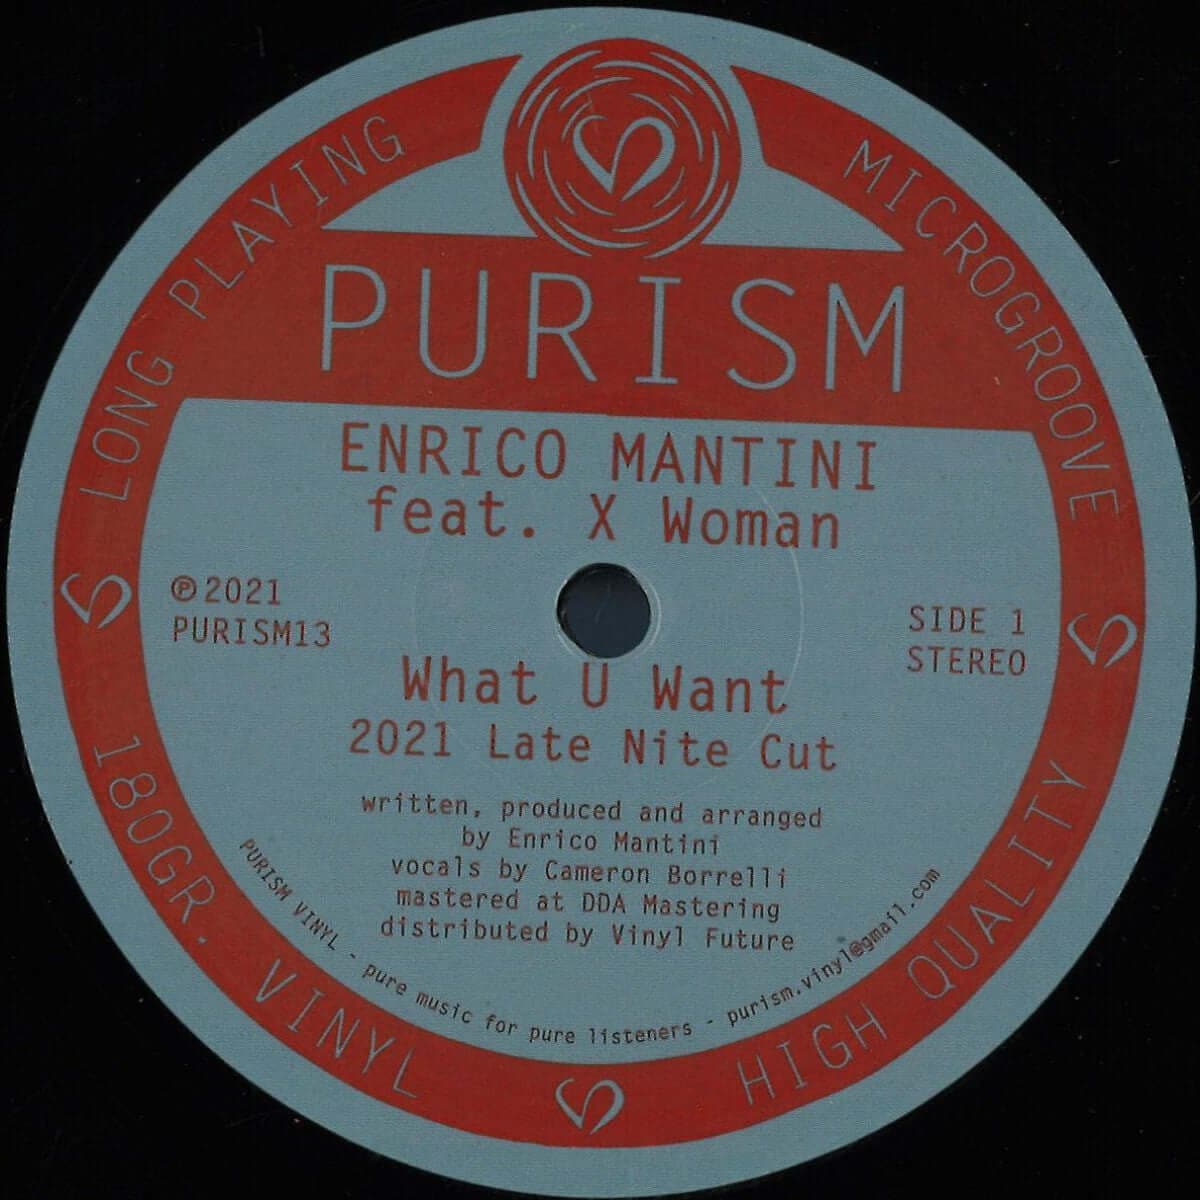 LONG PLAYING
MICROGROOVE
PURISM
ENRICO MANTINI
feat. X Woman
℗ 2021
PURISM13
SIDE 1
STEREO
What U Want
2021 Late Nite Cut
written, produced and arranged
by Enrico Mantini
vocals by Cameron Borrelli
mastered at DDA Mastering
distributed by Vinyl Future
PURISM VINYL - pure music for pure listeners - purism.vinyl@gmail.com
180GR. VINYL
HIGH QUALITY